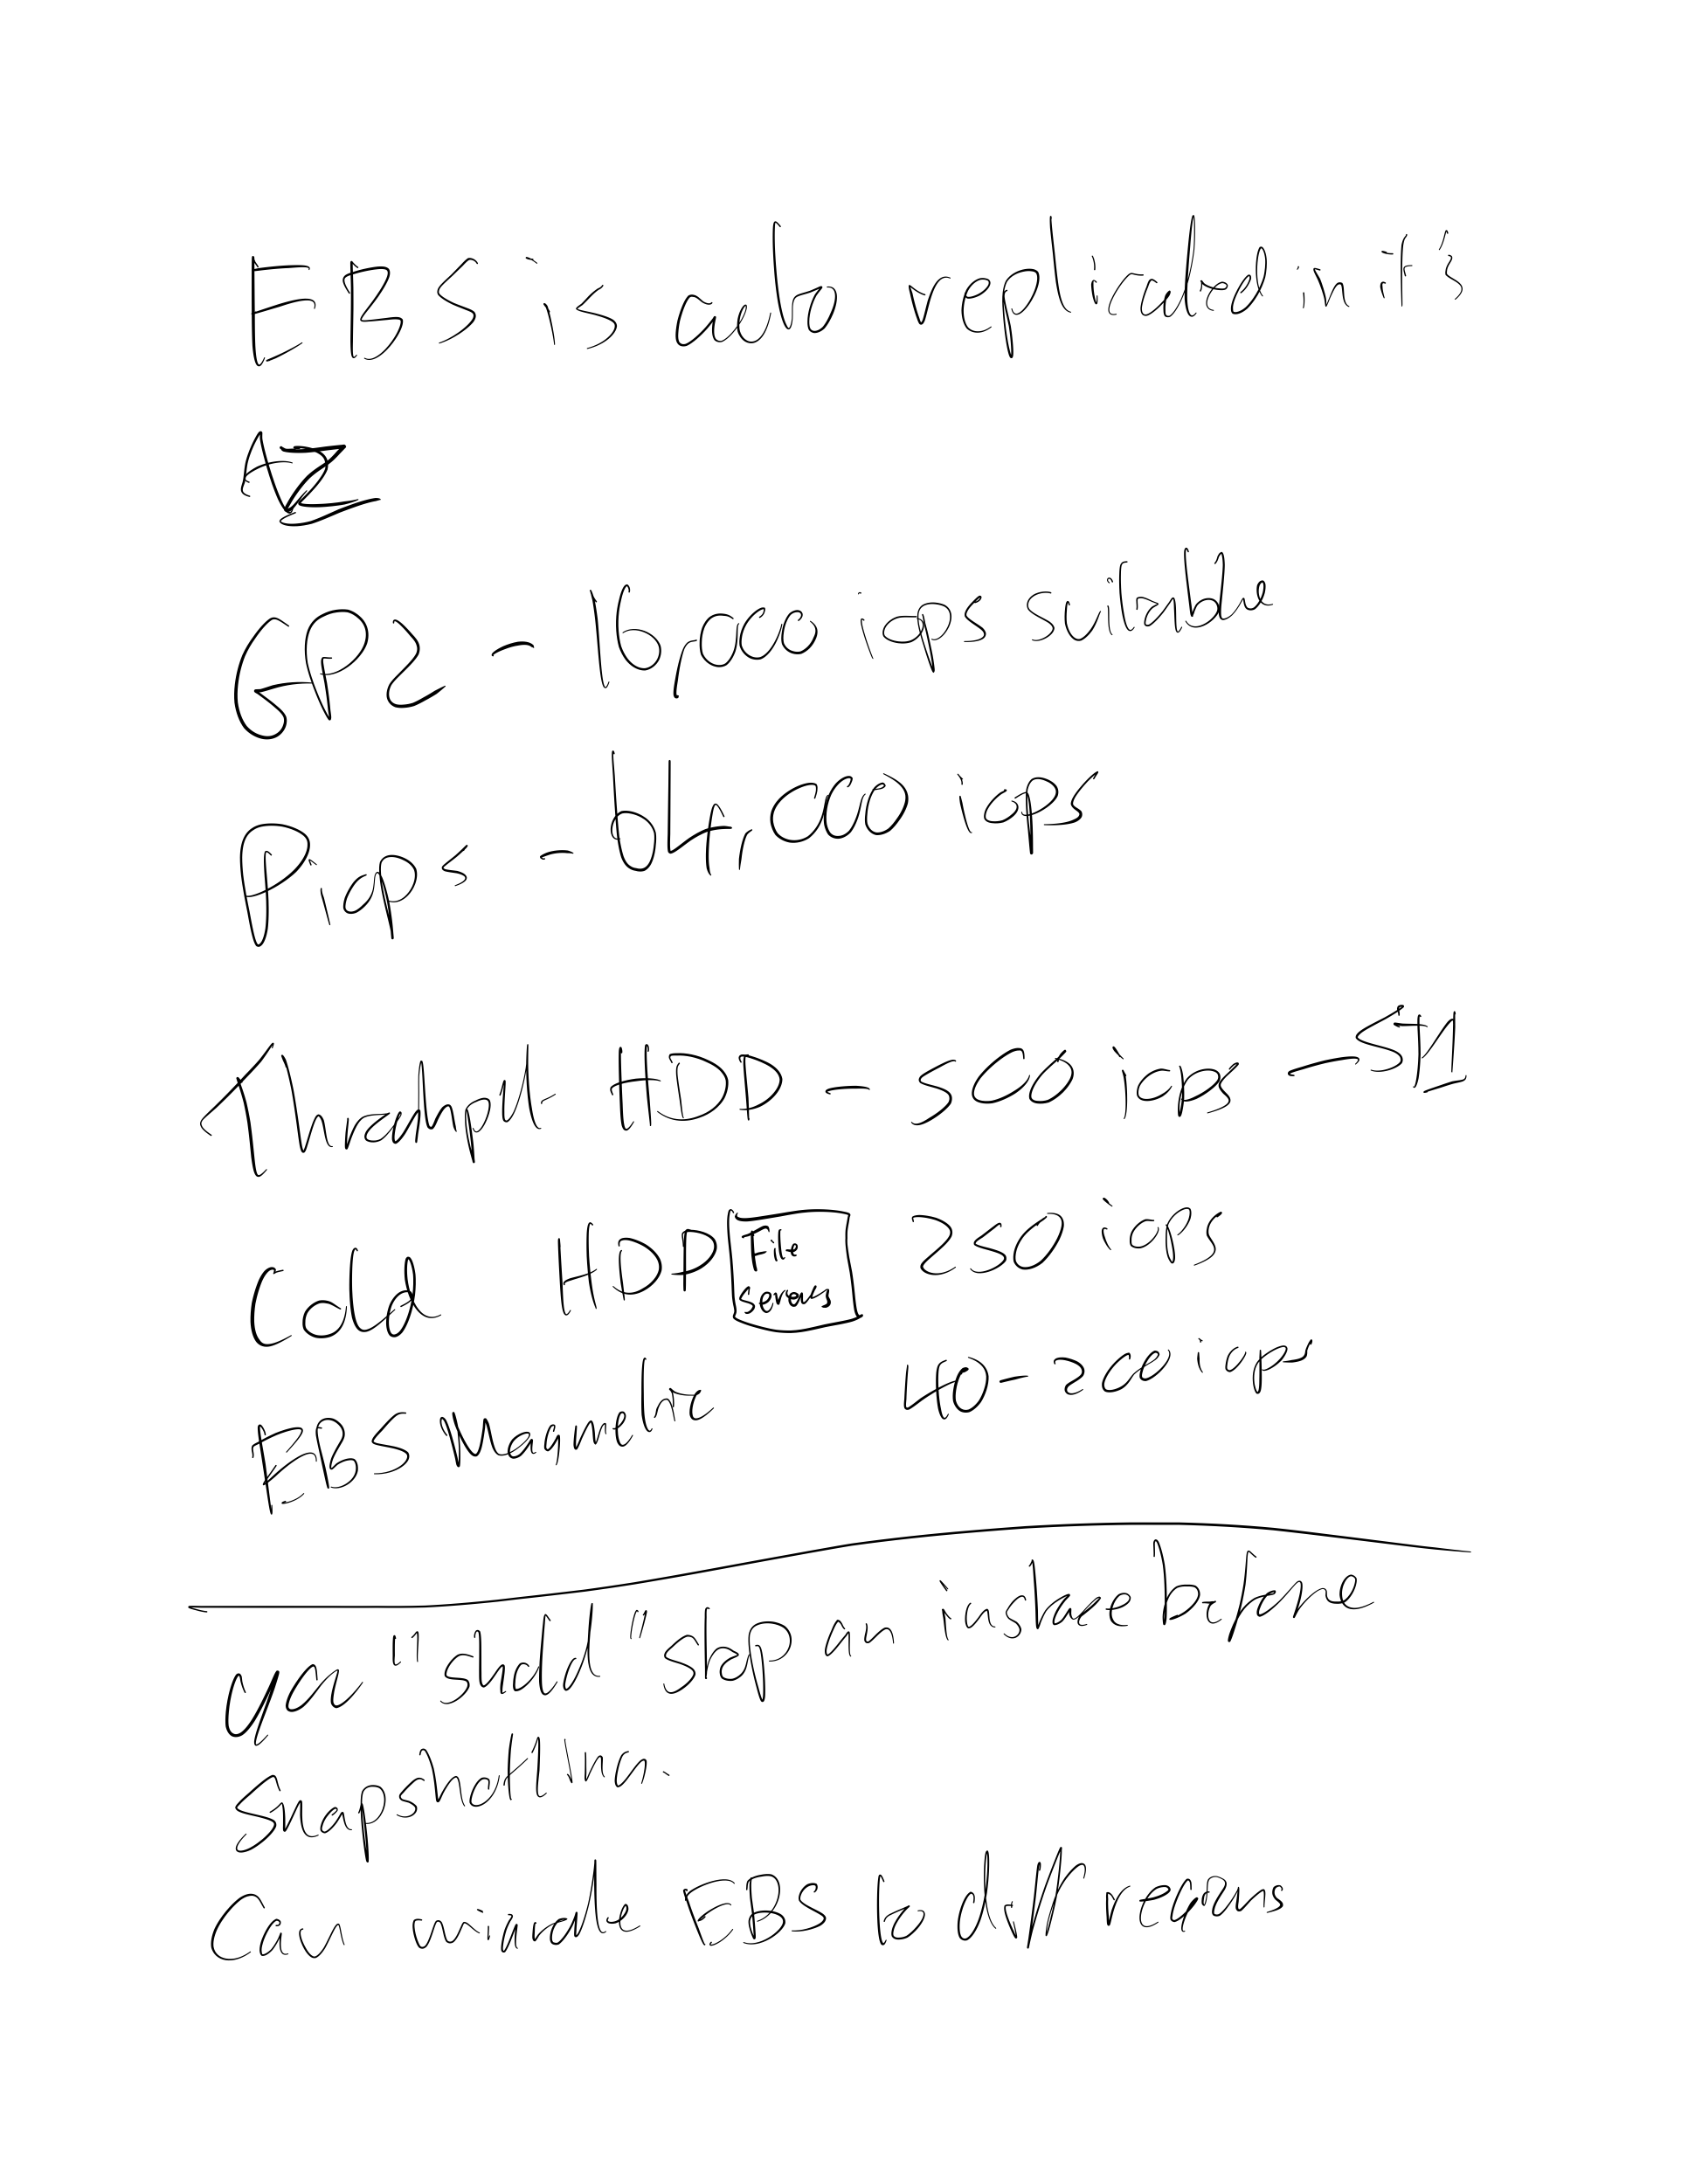 EBS is auto replicated in it's
AZ
GP2 - 16,000 iops suitable
Piops - 64,000 iops
Thraohput HDD - 500 iops - ST1
Cold HDD File servers 250 iops
EBS Magnetic 40-200 iops
you "should" stop an instance before
snapshotting.
Can migrate EBS to diff regions